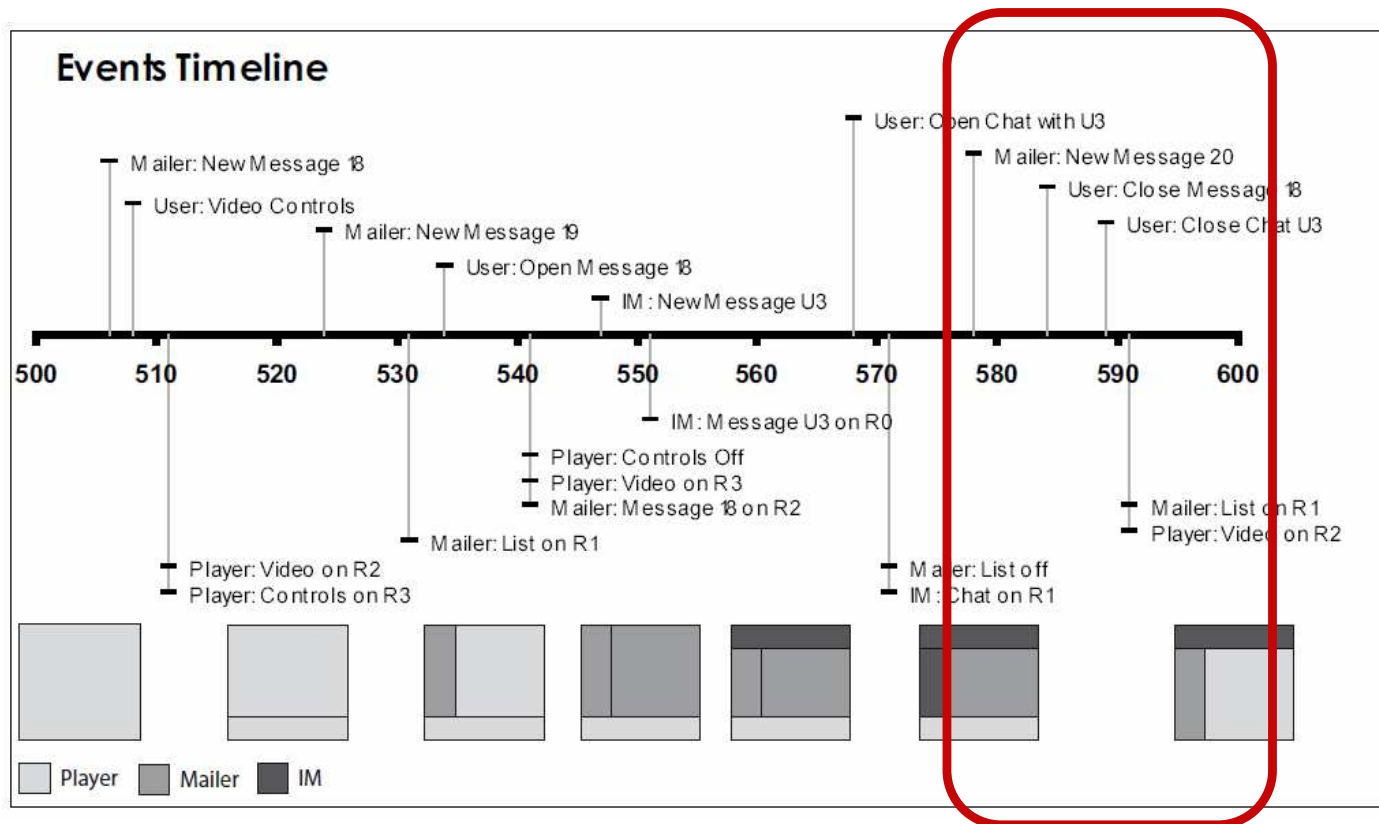 Events Timeline
User: Open Chat with U3
Mailer: New Message 18
Mailer: New Message 20
User: Close Message 18
User: Video Controls
User: Close Chat U3
Mailer: New Message 19
User: Open Message 18
IM: New Message U3
500 510 520 530 540 550 560 570 580 590 600
IM: Message U3 on R0
Player: Controls Off
Player: Video on R3
Mailer: Message 18 on R2
Mailer: List on R1
Mailer: List on R1
Player: Video on R2
Player: Video on R2
Player: Controls on R3
Mailer: List off
IM: Chat on R1
Player Mailer IM